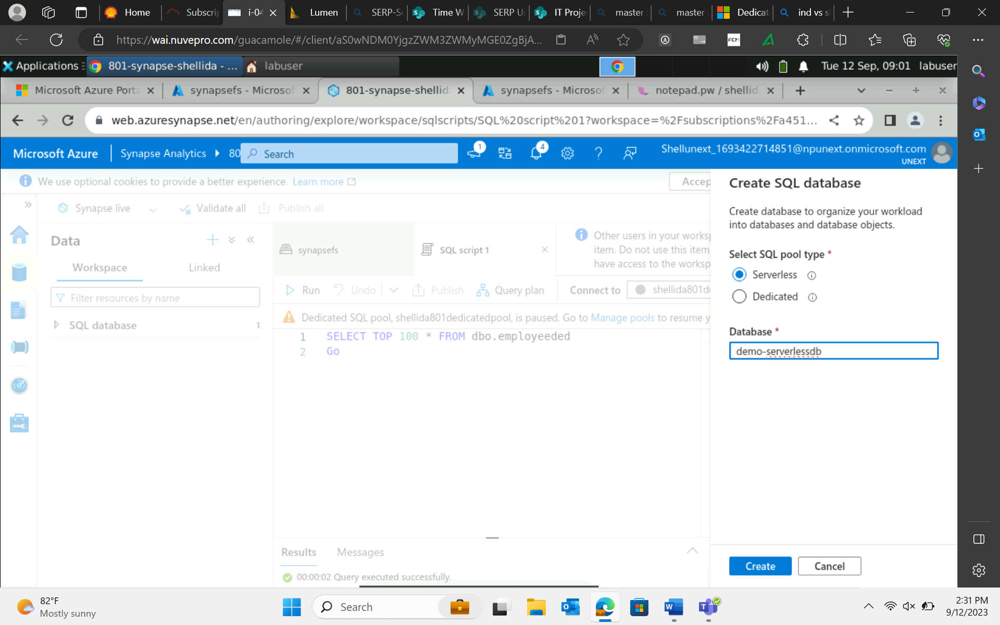 Home
Subscrip
i-04
Lumen
SERP-Su
Time W
SERP Us
IT Proje
master
master
Dedicat
ind vs sl
https://wai.nuvepro.com/guacamole/#/client/aS0wNDM0YjgzZWM3ZWMyMGE0ZgBjA...
FCM
Applications
801-synapse-shellida - ...
labuser
Tue 12 Sep, 09:01
labuser
Microsoft Azure Porta
synapsefs - Microsof
801-synapse-shellid
synapsefs - Microsof
notepad.pw / shellid
web.azuresynapse.net/en/authoring/explore/workspace/sqlscripts/SQL%20script%201?workspace=%2Fsubscriptions%2Fa451...
Microsoft Azure
Synapse Analytics
80
Search
1
4
Shellunext_1693422714851@npunext.onmicrosoft.com
UNEXT
We use optional cookies to provide a better experience. Learn more
Accep
Create SQL database
Create database to organize your workload
into databases and database objects.
Select SQL pool type *
Serverless
Dedicated
Database *
demo-serverlessdb
Create
Cancel
Synapse live
Validate all
Publish all
Data
Workspace
Linked
Filter resources by name
SQL database
1
synapsefs
SQL script 1
Other users in your worksp
item. Do not use this item
have access to the worksp
Run
Undo
Publish
Query plan
Connect to
shellida801de
Dedicated SQL pool, shellida801dedicatedpool, is paused. Go to Manage pools to resume y
1 SELECT TOP 100 * FROM dbo.employeeded
2 Go
Results
Messages
00:00:02 Query executed successfully.
82°F
Mostly sunny
Search
2:31 PM
9/12/2023